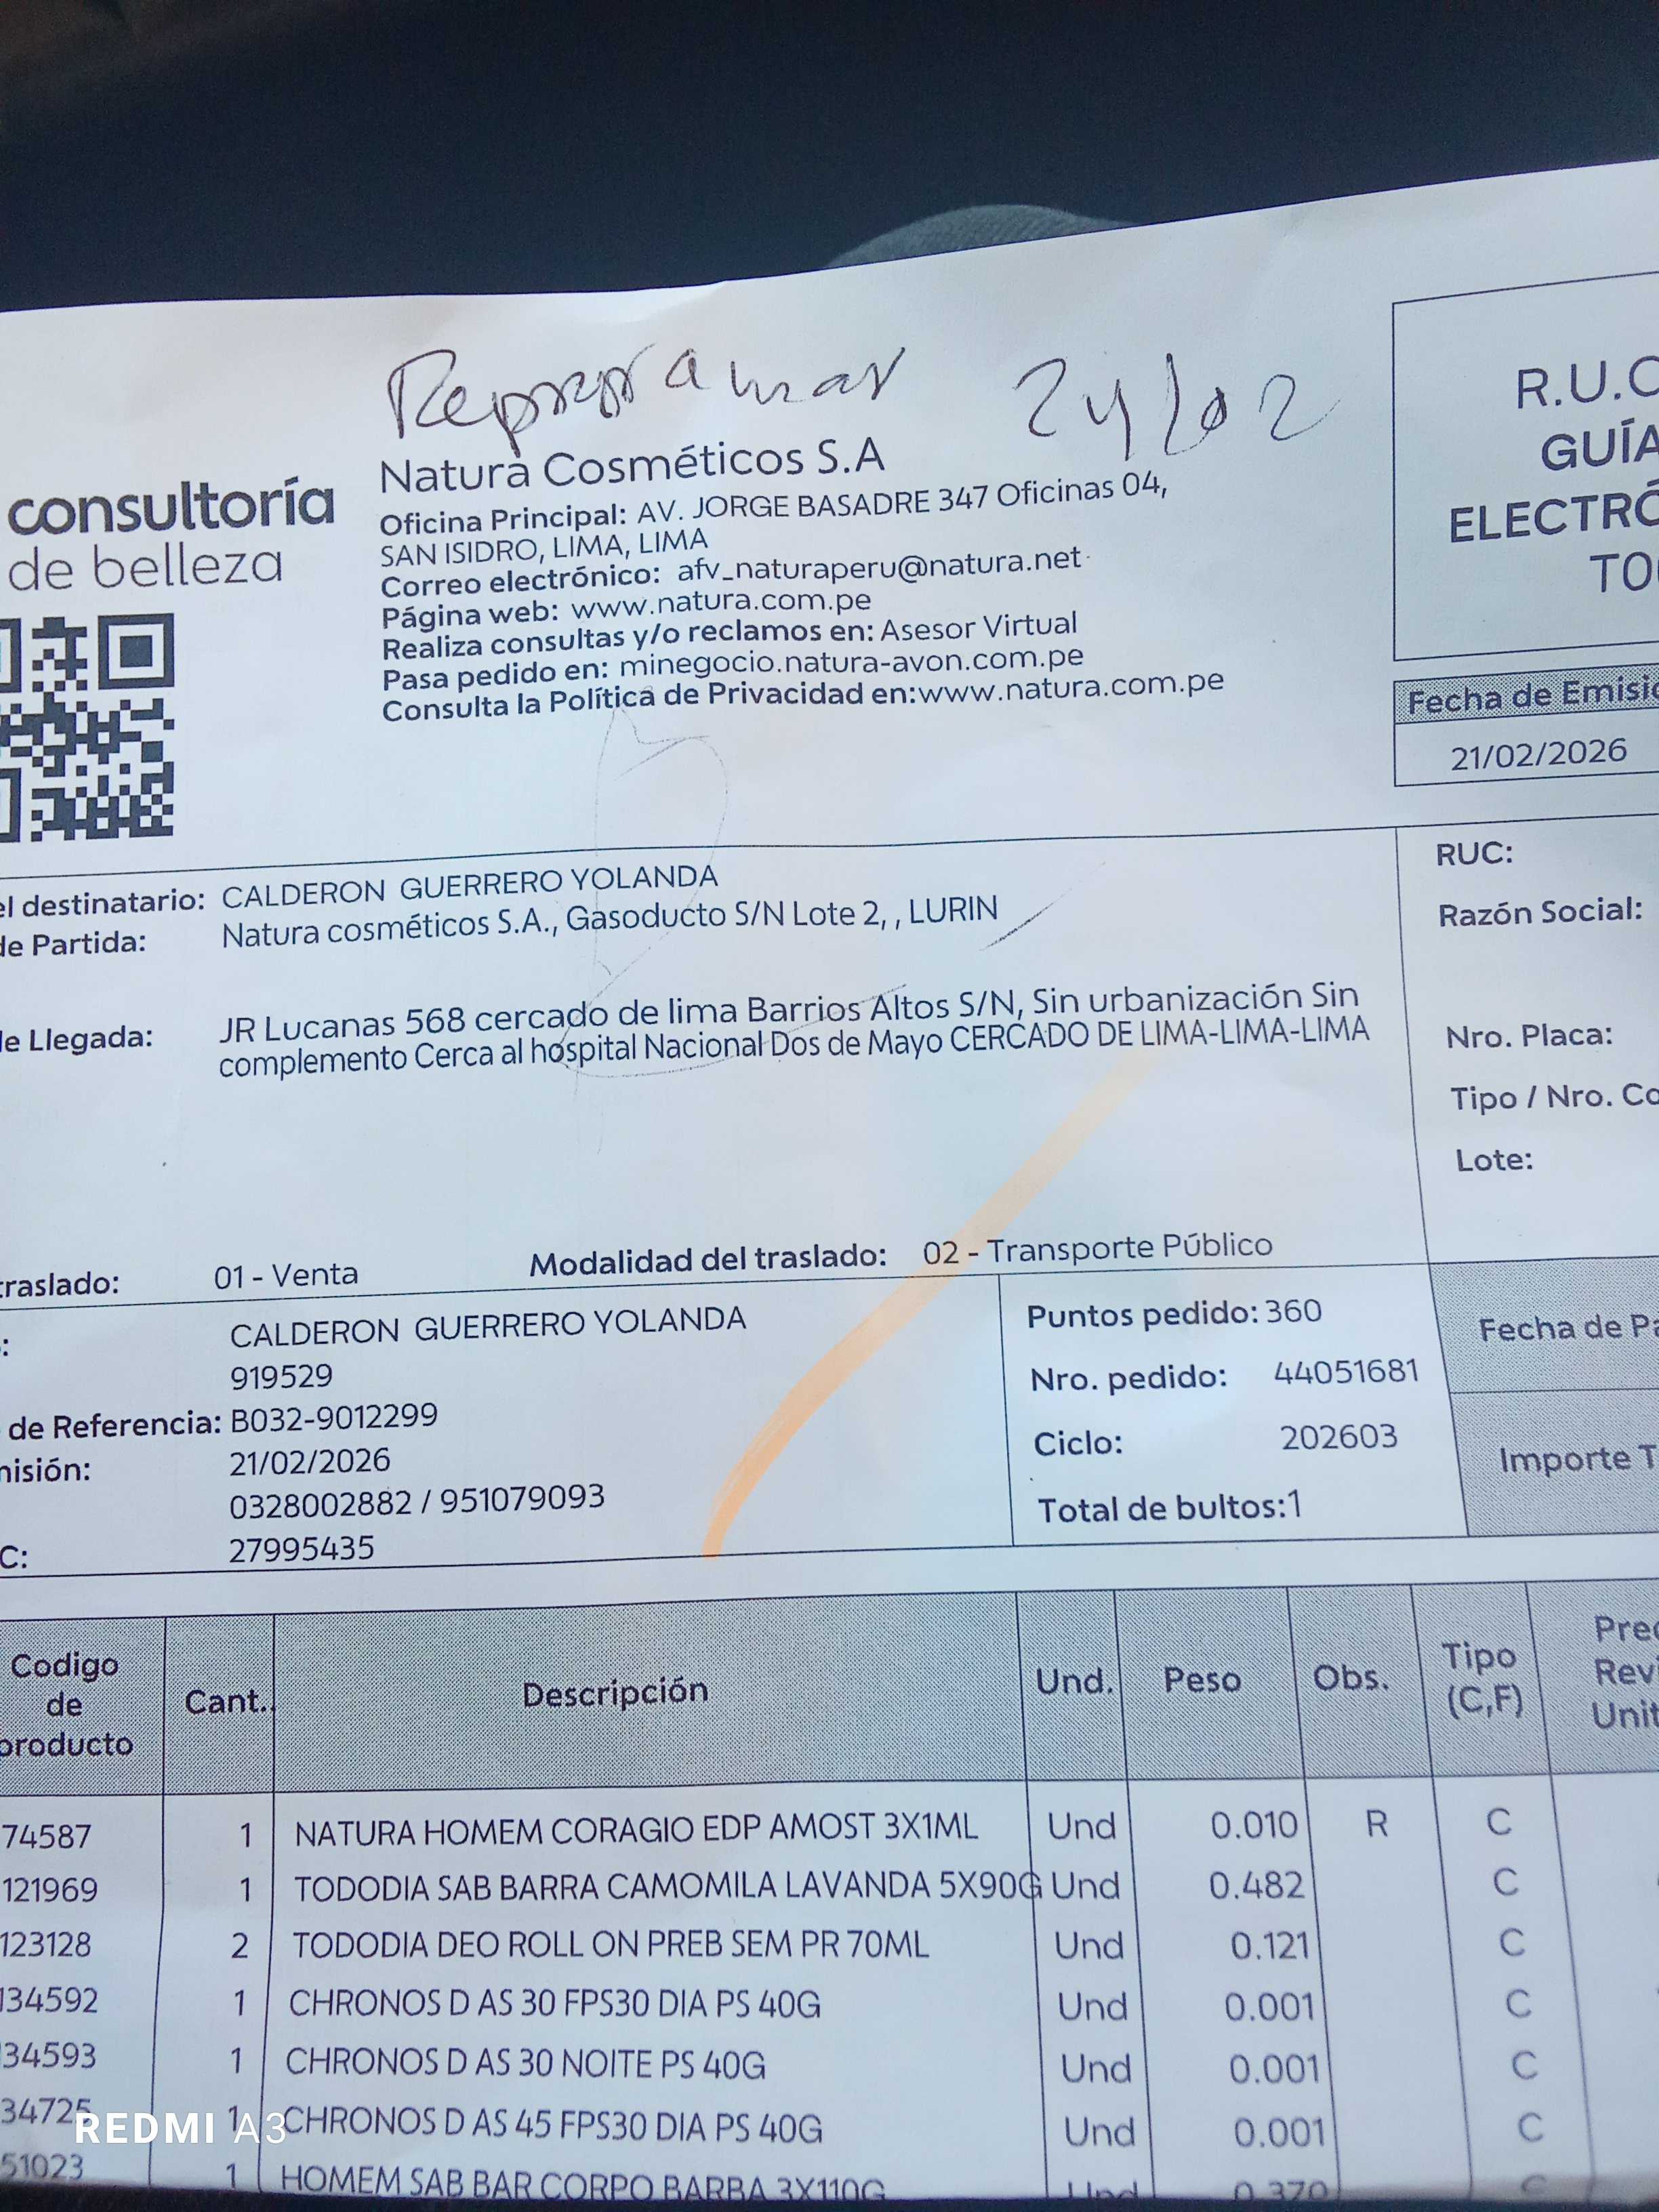 Reprogramar 24/02
consultoría
de belleza
Natura Cosméticos S.A
Oficina Principal: AV. JORGE BASADRE 347 Oficinas 04,
SAN ISIDRO, LIMA, LIMA
Correo electrónico: afv_naturaperu@natura.net
Página web: www.natura.com.pe
Realiza consultas y/o reclamos en: Asesor Virtual
Pasa pedido en: minegocio.natura-avon.com.pe
Consulta la Política de Privacidad en:www.natura.com.pe
R.U.C
GUÍA
ELECTRÓ
TO
Fecha de Emisió
21/02/2026
el destinatario: CALDERON GUERRERO YOLANDA
de Partida: Natura cosméticos S.A., Gasoducto S/N Lote 2, , LURIN
de Llegada: JR Lucanas 568 cercado de lima Barrios Altos S/N, Sin urbanización Sin
complemento Cerca al hospital Nacional Dos de Mayo CERCADO DE LIMA-LIMA-LIMA
RUC:
Razón Social:
Nro. Placa:
Tipo / Nro. Co
Lote:
traslado: 01 - Venta Modalidad del traslado: 02 - Transporte Público
: CALDERON GUERRERO YOLANDA
919529
de Referencia: B032-9012299
misión: 21/02/2026
0328002882 / 951079093
C: 27995435
Puntos pedido: 360
Nro. pedido: 44051681
Ciclo: 202603
Total de bultos:1
Fecha de Pa
Importe T
Codigo de producto Cant. Descripción Und. Peso Obs. Tipo (C,F) Prec Revi Unit
74587 1 NATURA HOMEM CORAGIO EDP AMOST 3X1ML Und 0.010 R C
121969 1 TODODIA SAB BARRA CAMOMILA LAVANDA 5X90G Und 0.482 C
123128 2 TODODIA DEO ROLL ON PREB SEM PR 70ML Und 0.121 C
134592 1 CHRONOS D AS 30 FPS30 DIA PS 40G Und 0.001 C
34593 1 CHRONOS D AS 30 NOITE PS 40G Und 0.001 C
34725 1 CHRONOS D AS 45 FPS30 DIA PS 40G Und 0.001 C
51023 1 HOMEM SAB BAR CORPO BARBA 3X110G Und 0.370 C
REDMI A3